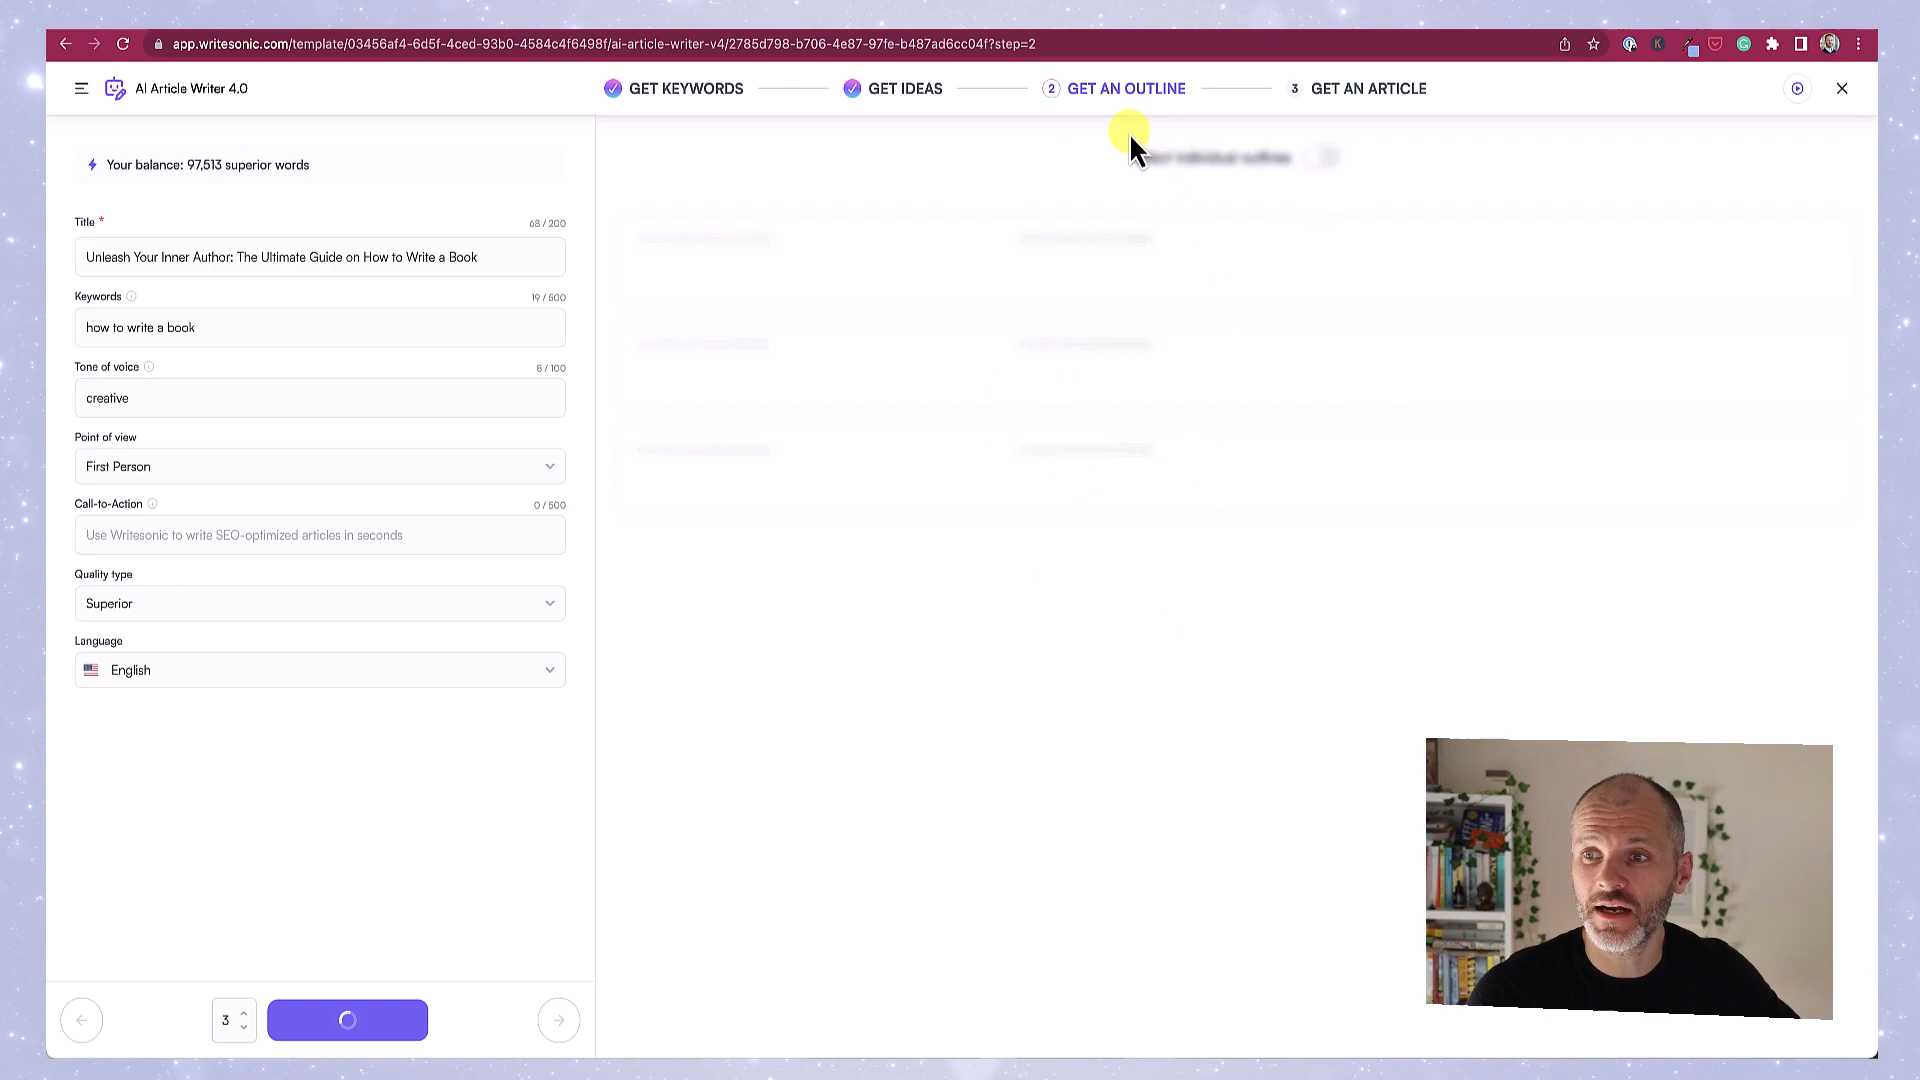 app.writesonic.com/template/03456af4-6d5f-4ced-93b0-4584c4f6498f/ai-article-writer-v4/2785d798-b706-4e87-97fe-b487ad6cc04f?step=2
AI Article Writer 4.0
GET KEYWORDS
GET IDEAS
2 GET AN OUTLINE
3 GET AN ARTICLE
Your balance: 97,513 superior words
individual outlines
Title * 68 / 200
Unleash Your Inner Author: The Ultimate Guide on How to Write a Book
Keywords 19 / 500
how to write a book
Tone of voice 8 / 100
creative
Point of view
First Person
Call-to-Action 0 / 500
Use Writesonic to write SEO-optimized articles in seconds
Quality type
Superior
Language
English
3